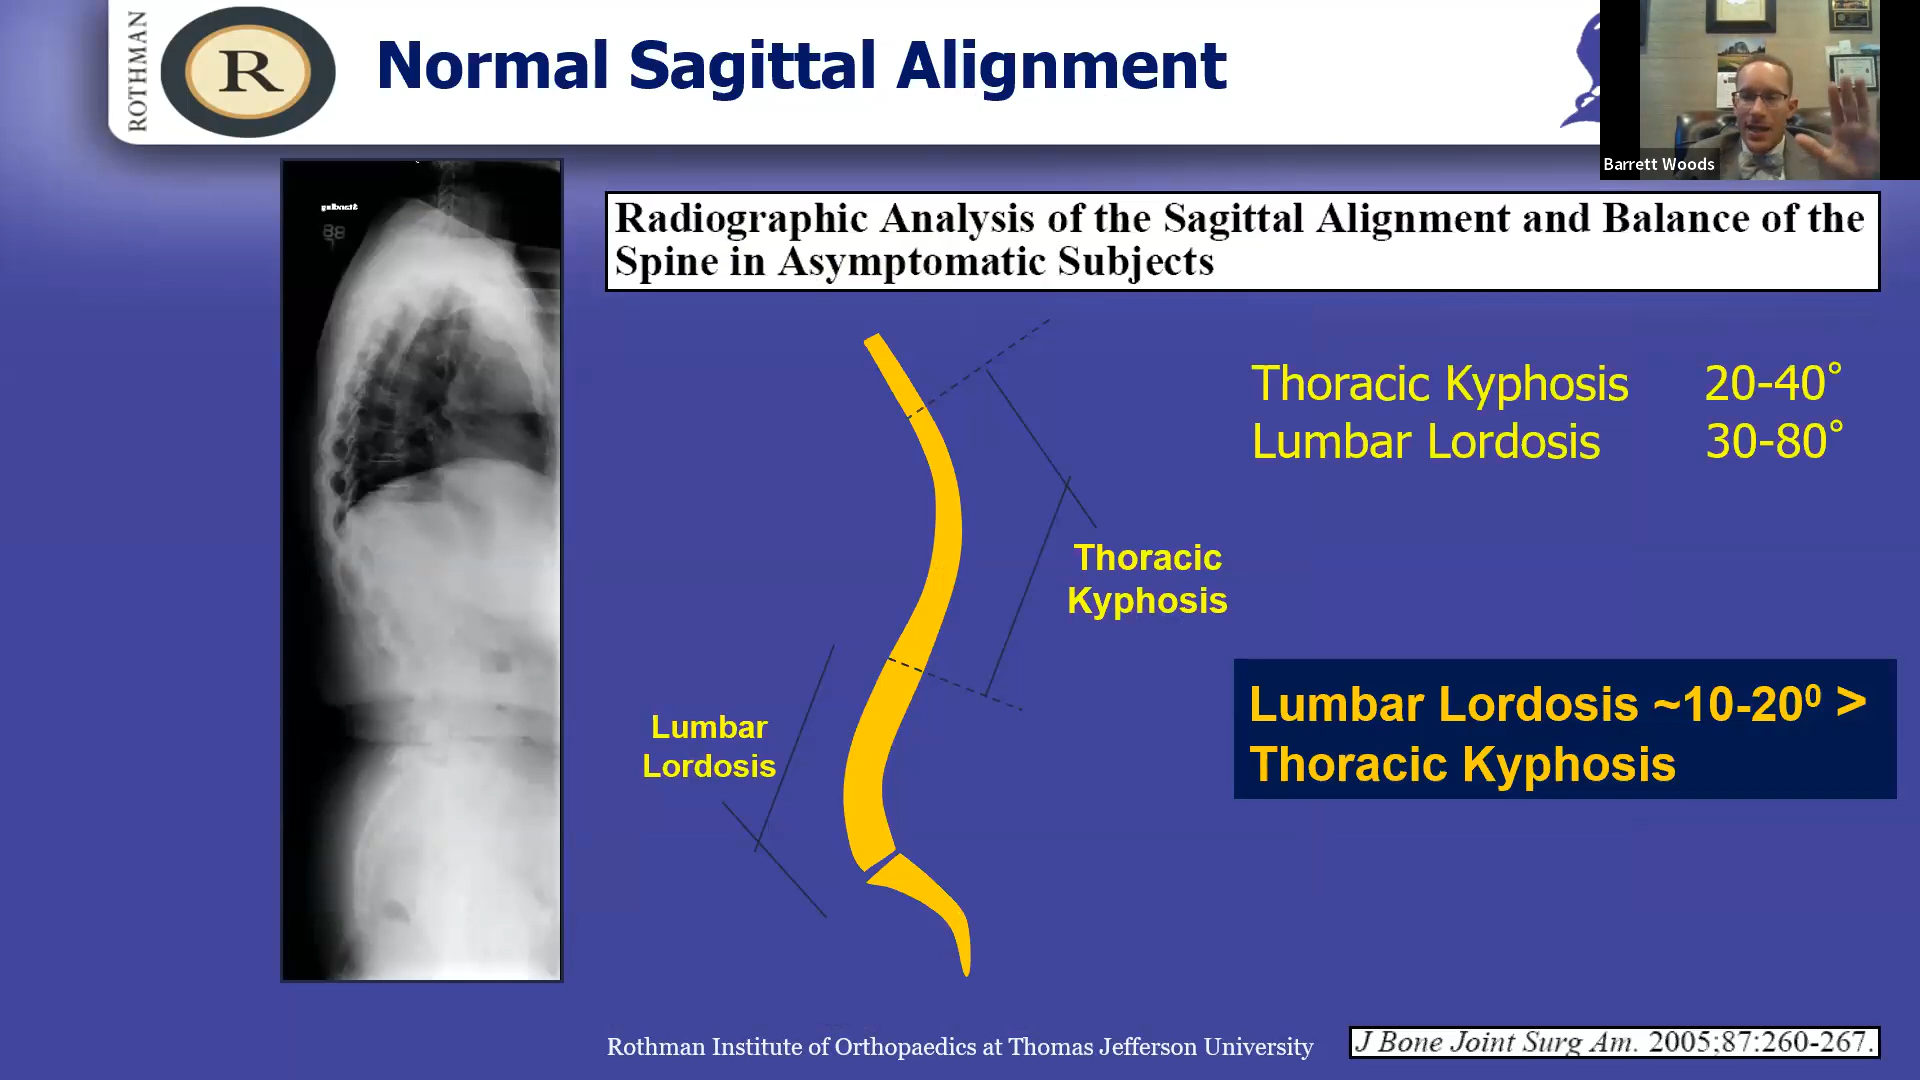 ROTHMAN
R
Normal Sagittal Alignment
Barrett Woods
Standing
88
Radiographic Analysis of the Sagittal Alignment and Balance of the
Spine in Asymptomatic Subjects
Thoracic Kyphosis 20-40°
Lumbar Lordosis 30-80°
Thoracic
Kyphosis
Lumbar
Lordosis
Lumbar Lordosis ~10-20⁰ >
Thoracic Kyphosis
Rothman Institute of Orthopaedics at Thomas Jefferson University
J Bone Joint Surg Am. 2005;87:260-267.